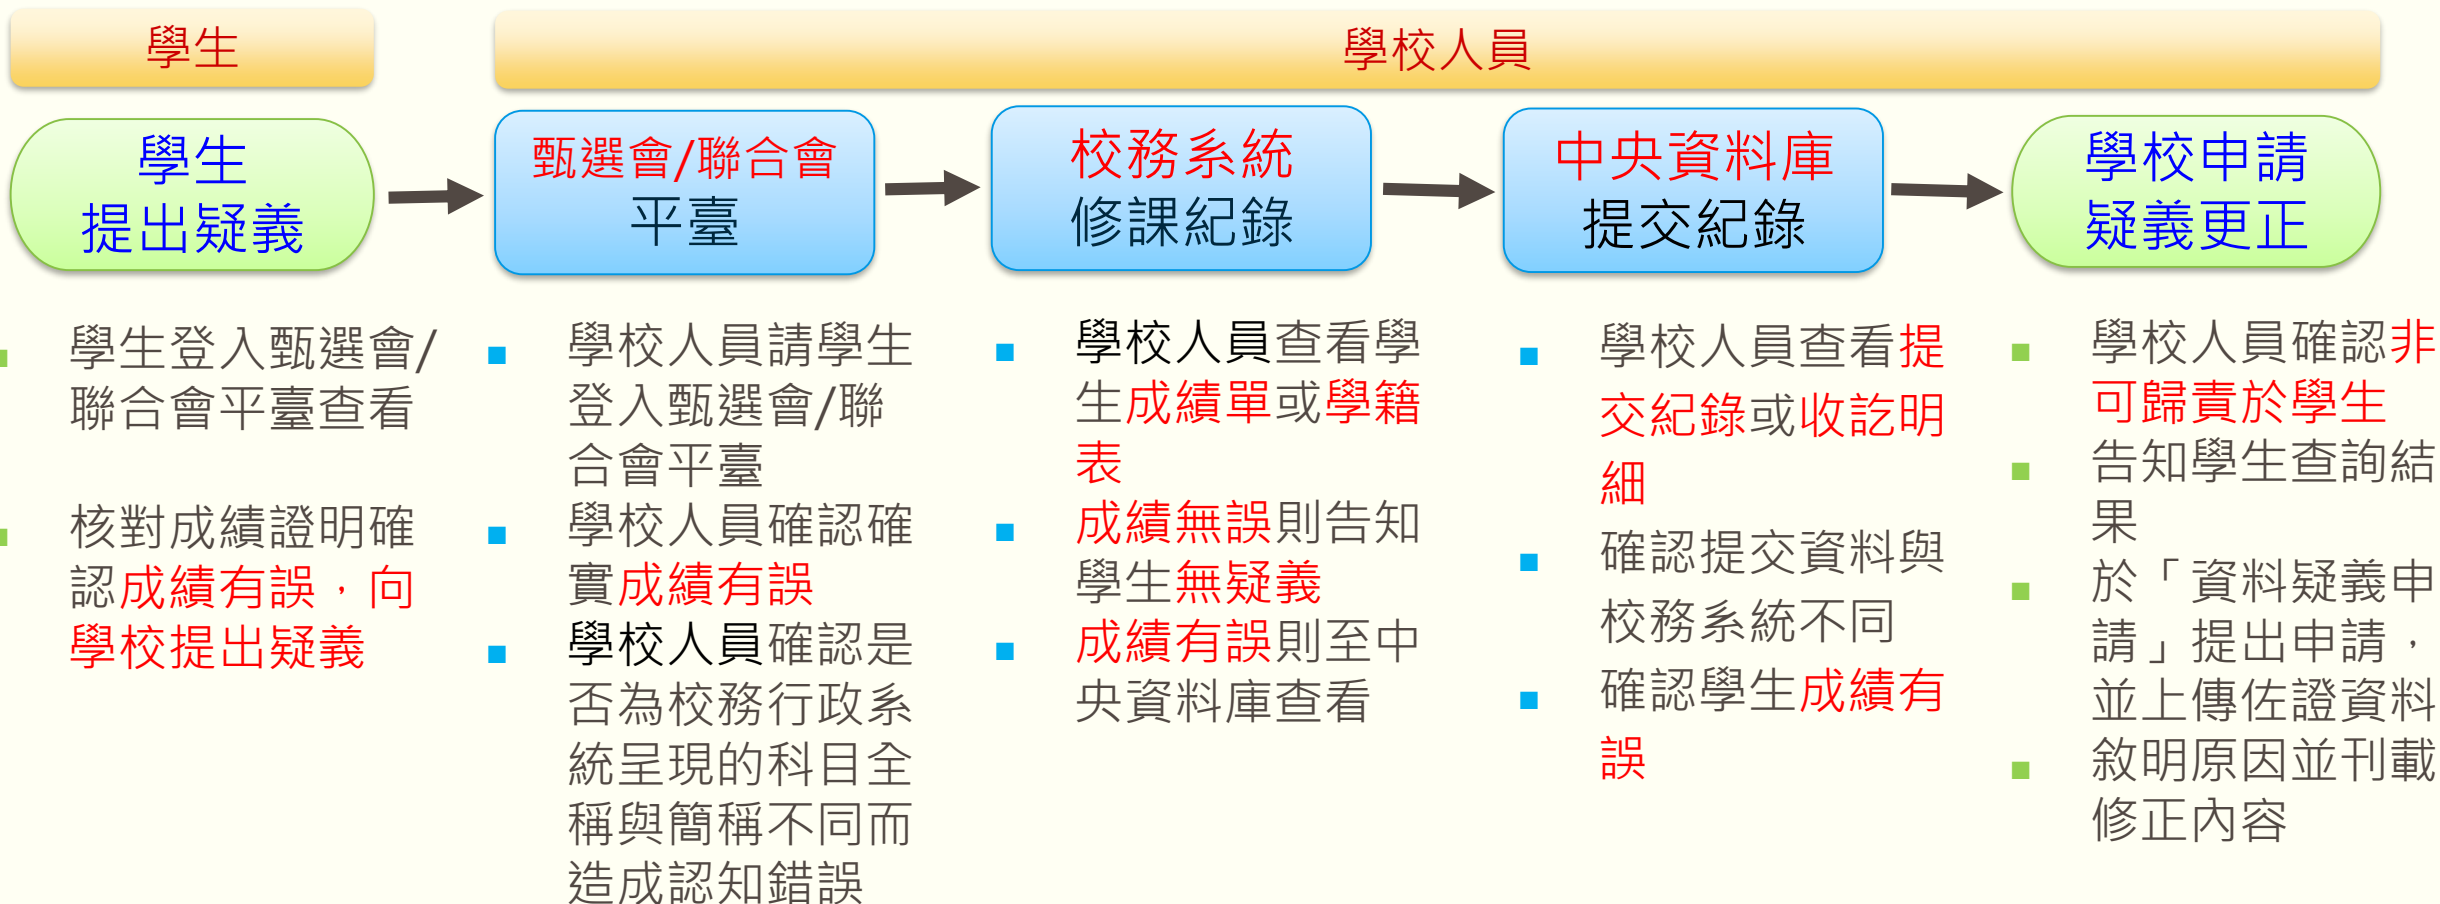 學生
學校人員
學生
提出疑義
甄選會/聯合會
平臺
校務系統
修課紀錄
中央資料庫
提交紀錄
學校申請
疑義更正
學生登入甄選會/
聯合會平臺查看
核對成績證明確
認成績有誤，向
學校提出疑義
學校人員請學生
登入甄選會/聯
合會平臺
學校人員確認確
實成績有誤
學校人員確認是
否為校務行政系
統呈現的科目全
稱與簡稱不同而
造成認知錯誤
學校人員查看學
生成績單或學籍
表
成績無誤則告知
學生無疑義
成績有誤則至中
央資料庫查看
學校人員查看提
交紀錄或收訖明
細
確認提交資料與
校務系統不同
確認學生成績有
誤
學校人員確認非
可歸責於學生
告知學生查詢結
果
於「資料疑義申
請」提出申請，
並上傳佐證資料
敘明原因並刊載
修正內容